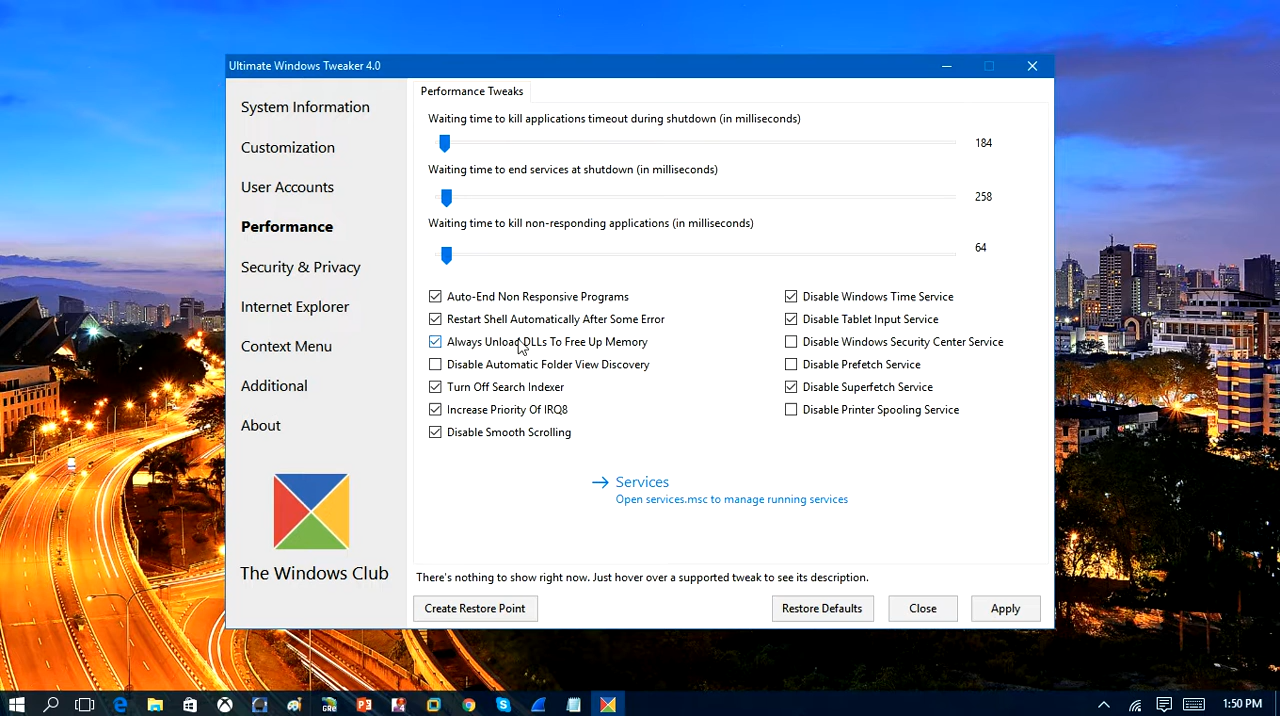 Ultimate Windows Tweaker 4.0
System Information
Customization
User Accounts
Performance
Security & Privacy
Internet Explorer
Context Menu
Additional
About
The Windows Club
Performance Tweaks
Waiting time to kill applications timeout during shutdown (in milliseconds)
184
Waiting time to end services at shutdown (in milliseconds)
258
Waiting time to kill non-responding applications (in milliseconds)
64
Auto-End Non Responsive Programs
Restart Shell Automatically After Some Error
Always Unload DLLs To Free Up Memory
Disable Automatic Folder View Discovery
Turn Off Search Indexer
Increase Priority Of IRQ8
Disable Smooth Scrolling
Disable Windows Time Service
Disable Tablet Input Service
Disable Windows Security Center Service
Disable Prefetch Service
Disable Superfetch Service
Disable Printer Spooling Service
Services
Open services.msc to manage running services
There's nothing to show right now. Just hover over a supported tweak to see its description.
Create Restore Point
Restore Defaults
Close
Apply
1:50 PM